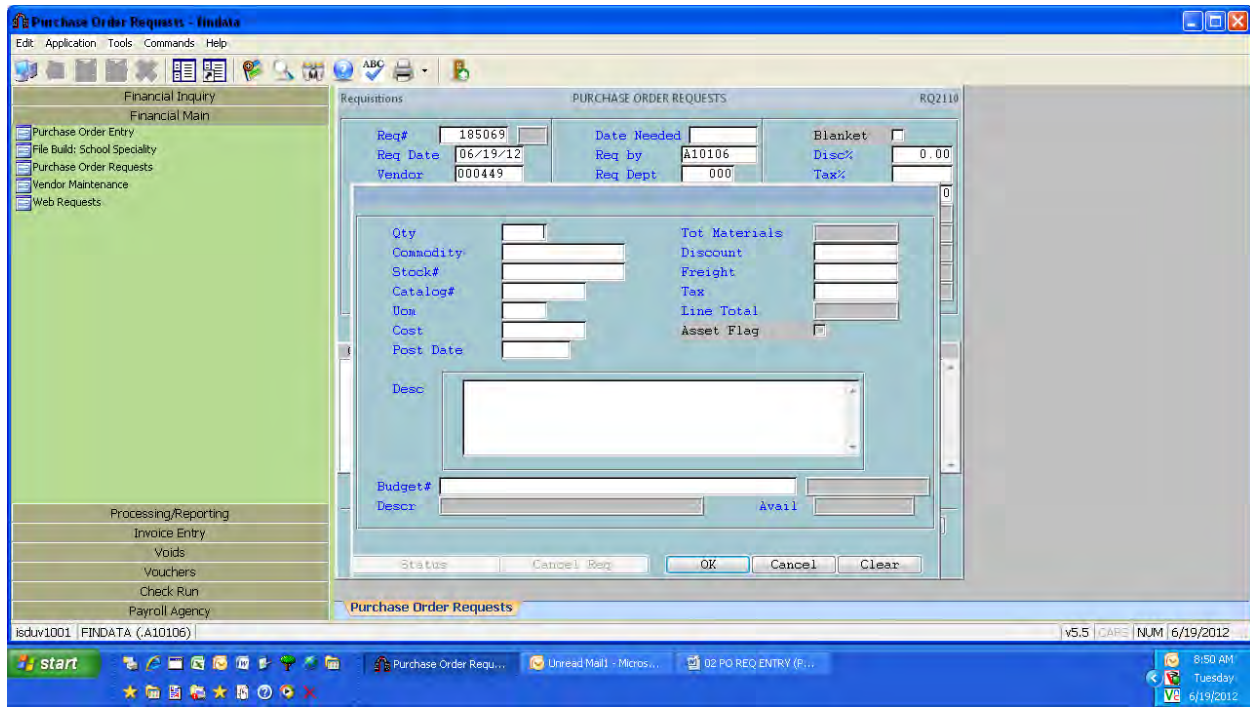 Purchase Order Requests - findata
Edit Application Tools Commands Help
ABC
Financial Inquiry
Financial Main
Purchase Order Entry
File Build: School Speciality
Purchase Order Requests
Vendor Maintenance
Web Requests
Processing/Reporting
Invoice Entry
Voids
Vouchers
Check Run
Payroll Agency
Requisitions PURCHASE ORDER REQUESTS RQ2110
Req# 185069 Date Needed Blanket
Req Date 06/19/12 Req by A10106 Disc% 0.00
Vendor 000449 Req Dept 000 Tax%
0
Qty Tot Materials
Commodity Discount
Stock# Freight
Catalog# Tax
Uom Line Total
Cost Asset Flag
Post Date
Desc
Budget#
Descr Avail
Status Cancel Req OK Cancel Clear
Purchase Order Requests
isduv1001 FINDATA (.A10106) v5.5 CAPS NUM 6/19/2012
start Purchase Order Requ... Unread Mail1 - Micros... 02 PO REQ ENTRY (P... 8:50 AM
Tuesday
6/19/2012